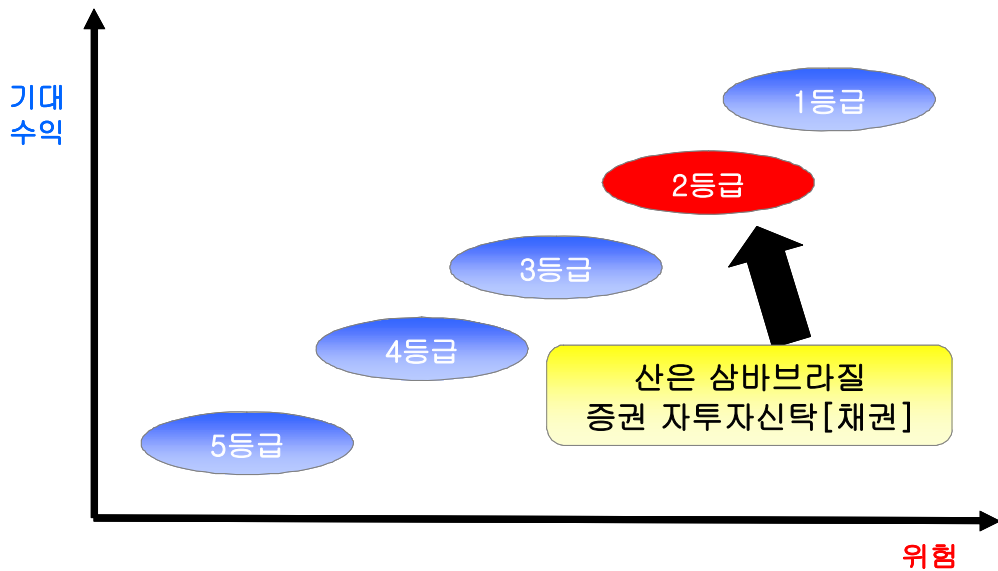 기대
수익
1등급
2등급
3등급
4등급
산은 삼바브라질
증권 자투자신탁[채권]
5등급
위험